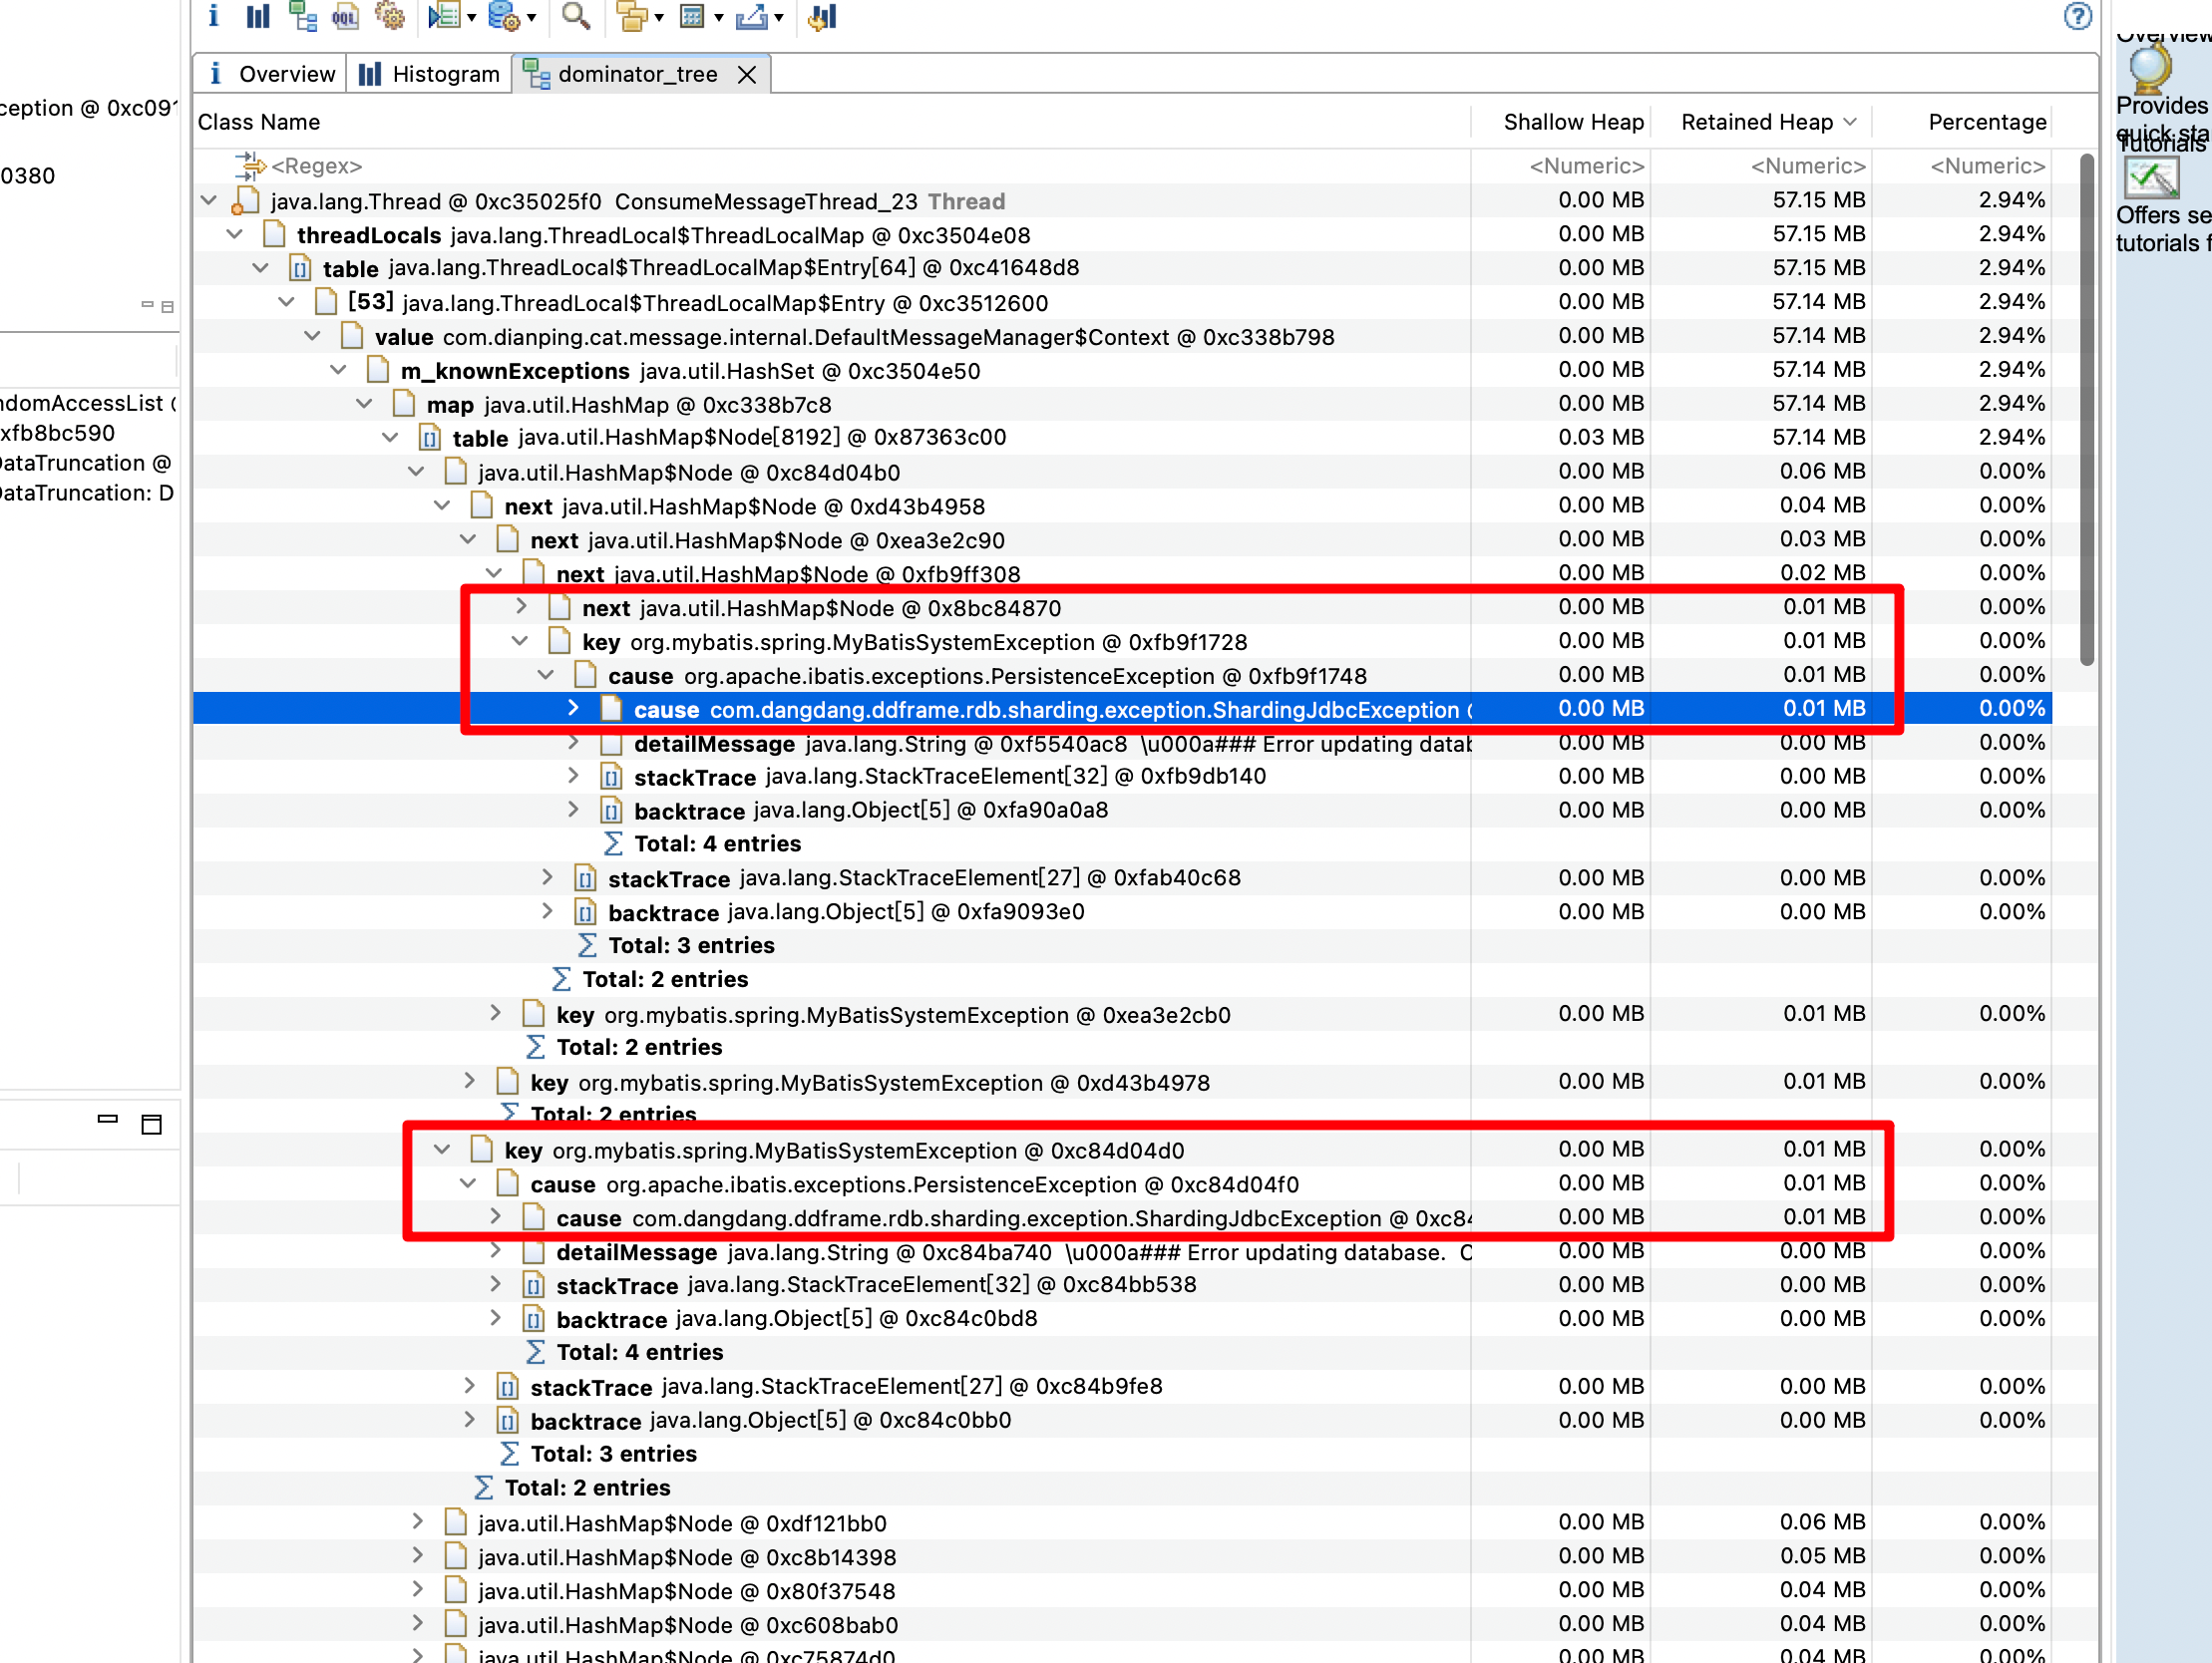 i Overview Histogram dominator_tree
Class Name Shallow Heap Retained Heap Percentage
<Regex> <Numeric> <Numeric> <Numeric>
java.lang.Thread @ 0xc35025f0 ConsumeMessageThread_23 Thread 0.00 MB 57.15 MB 2.94%
threadLocals java.lang.ThreadLocal$ThreadLocalMap @ 0xc3504e08 0.00 MB 57.15 MB 2.94%
table java.lang.ThreadLocal$ThreadLocalMap$Entry[64] @ 0xc41648d8 0.00 MB 57.15 MB 2.94%
[53] java.lang.ThreadLocal$ThreadLocalMap$Entry @ 0xc3512600 0.00 MB 57.14 MB 2.94%
value com.dianping.cat.message.internal.DefaultMessageManager$Context @ 0xc338b798 0.00 MB 57.14 MB 2.94%
m_knownExceptions java.util.HashSet @ 0xc3504e50 0.00 MB 57.14 MB 2.94%
map java.util.HashMap @ 0xc338b7c8 0.00 MB 57.14 MB 2.94%
table java.util.HashMap$Node[8192] @ 0x87363c00 0.03 MB 57.14 MB 2.94%
java.util.HashMap$Node @ 0xc84d04b0 0.00 MB 0.06 MB 0.00%
next java.util.HashMap$Node @ 0xd43b4958 0.00 MB 0.04 MB 0.00%
next java.util.HashMap$Node @ 0xea3e2c90 0.00 MB 0.03 MB 0.00%
next java.util.HashMap$Node @ 0xfb9ff308 0.00 MB 0.02 MB 0.00%
next java.util.HashMap$Node @ 0x8bc84870 0.00 MB 0.01 MB 0.00%
key org.mybatis.spring.MyBatisSystemException @ 0xfb9f1728 0.00 MB 0.01 MB 0.00%
cause org.apache.ibatis.exceptions.PersistenceException @ 0xfb9f1748 0.00 MB 0.01 MB 0.00%
cause com.dangdang.ddframe.rdb.sharding.exception.ShardingJdbcException 0.00 MB 0.01 MB 0.00%
detailMessage java.lang.String @ 0xf5540ac8 \u000a### Error updating datab 0.00 MB 0.00 MB 0.00%
stackTrace java.lang.StackTraceElement[32] @ 0xfb9db140 0.00 MB 0.00 MB 0.00%
backtrace java.lang.Object[5] @ 0xfa90a0a8 0.00 MB 0.00 MB 0.00%
Total: 4 entries
stackTrace java.lang.StackTraceElement[27] @ 0xfab40c68 0.00 MB 0.00 MB 0.00%
backtrace java.lang.Object[5] @ 0xfa9093e0 0.00 MB 0.00 MB 0.00%
Total: 3 entries
Total: 2 entries
key org.mybatis.spring.MyBatisSystemException @ 0xea3e2cb0 0.00 MB 0.01 MB 0.00%
Total: 2 entries
key org.mybatis.spring.MyBatisSystemException @ 0xd43b4978 0.00 MB 0.01 MB 0.00%
Total: 2 entries
key org.mybatis.spring.MyBatisSystemException @ 0xc84d04d0 0.00 MB 0.01 MB 0.00%
cause org.apache.ibatis.exceptions.PersistenceException @ 0xc84d04f0 0.00 MB 0.01 MB 0.00%
cause com.dangdang.ddframe.rdb.sharding.exception.ShardingJdbcException @ 0xc84 0.00 MB 0.01 MB 0.00%
detailMessage java.lang.String @ 0xc84ba740 \u000a### Error updating database. C 0.00 MB 0.00 MB 0.00%
stackTrace java.lang.StackTraceElement[32] @ 0xc84bb538 0.00 MB 0.00 MB 0.00%
backtrace java.lang.Object[5] @ 0xc84c0bd8 0.00 MB 0.00 MB 0.00%
Total: 4 entries
stackTrace java.lang.StackTraceElement[27] @ 0xc84b9fe8 0.00 MB 0.00 MB 0.00%
backtrace java.lang.Object[5] @ 0xc84c0bb0 0.00 MB 0.00 MB 0.00%
Total: 3 entries
Total: 2 entries
java.util.HashMap$Node @ 0xdf121bb0 0.00 MB 0.06 MB 0.00%
java.util.HashMap$Node @ 0xc8b14398 0.00 MB 0.05 MB 0.00%
java.util.HashMap$Node @ 0x80f37548 0.00 MB 0.04 MB 0.00%
java.util.HashMap$Node @ 0xc608bab0 0.00 MB 0.04 MB 0.00%
java.util.HashMap$Node @ 0xc75874d0 0.00 MB 0.04 MB 0.00%
ception @ 0xc091
0380
ndomAccessList
xfb8bc590
DataTruncation @
DataTruncation: D
Overview
Provides
quick sta
Tutorials
Offers se
tutorials f